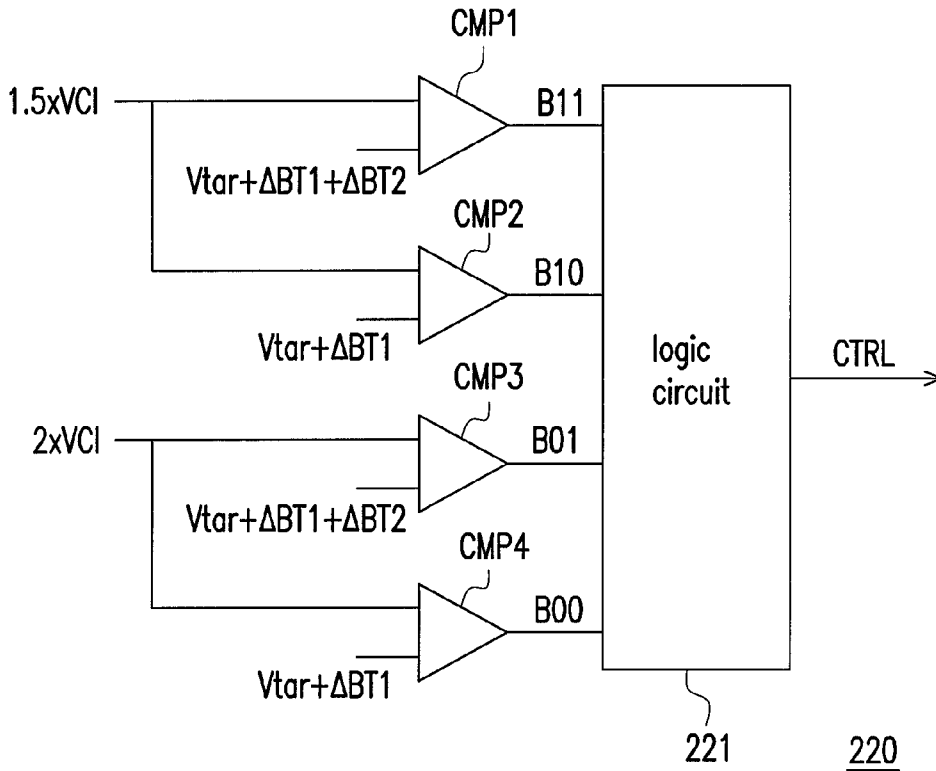 CMP1
1.5xVCI
B11
Vtar+ΔBT1+ΔBT2
CMP2
B10
Vtar+ΔBT1
logic
circuit
CTRL
CMP3
2xVCI
B01
Vtar+ΔBT1+ΔBT2
CMP4
B00
Vtar+ΔBT1
221
220